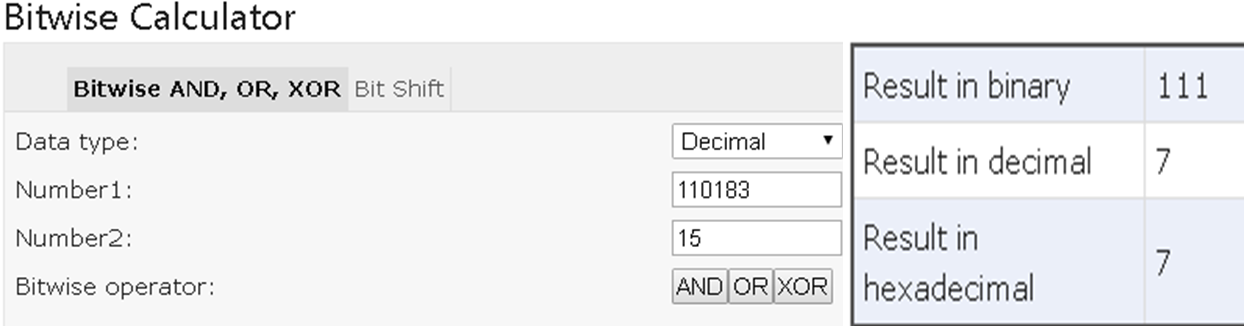 Bitwise Calculator
Bitwise AND, OR, XOR Bit Shift
Data type: Decimal
Number1: 110183
Number2: 15
Bitwise operator: AND OR XOR
Result in binary 111
Result in decimal 7
Result in
hexadecimal 7